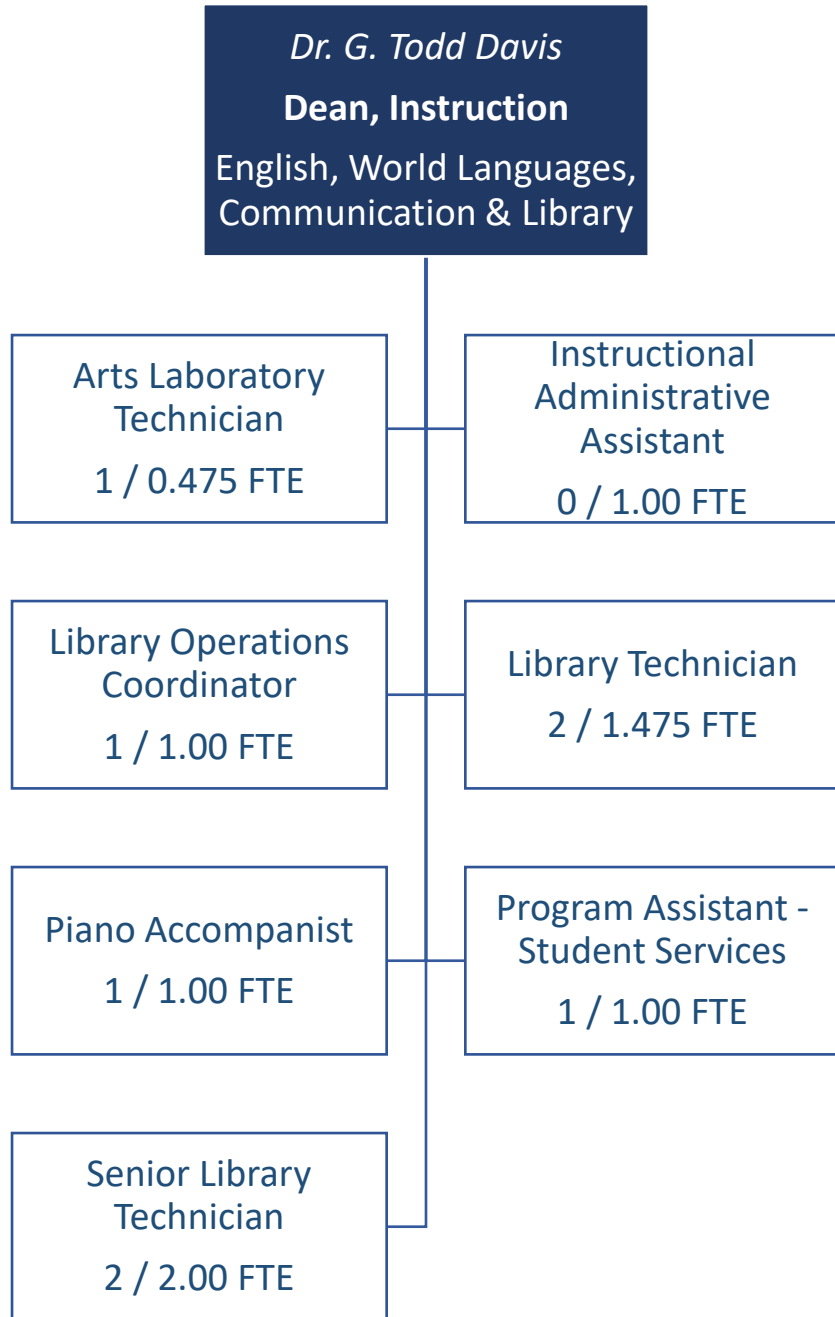 Dr. G. Todd Davis
Dean, Instruction
English, World Languages,
Communication & Library
Arts Laboratory
Technician
1 / 0.475 FTE
Instructional
Administrative
Assistant
0 / 1.00 FTE
Library Operations
Coordinator
1 / 1.00 FTE
Library Technician
2 / 1.475 FTE
Piano Accompanist
1 / 1.00 FTE
Program Assistant -
Student Services
1 / 1.00 FTE
Senior Library
Technician
2 / 2.00 FTE